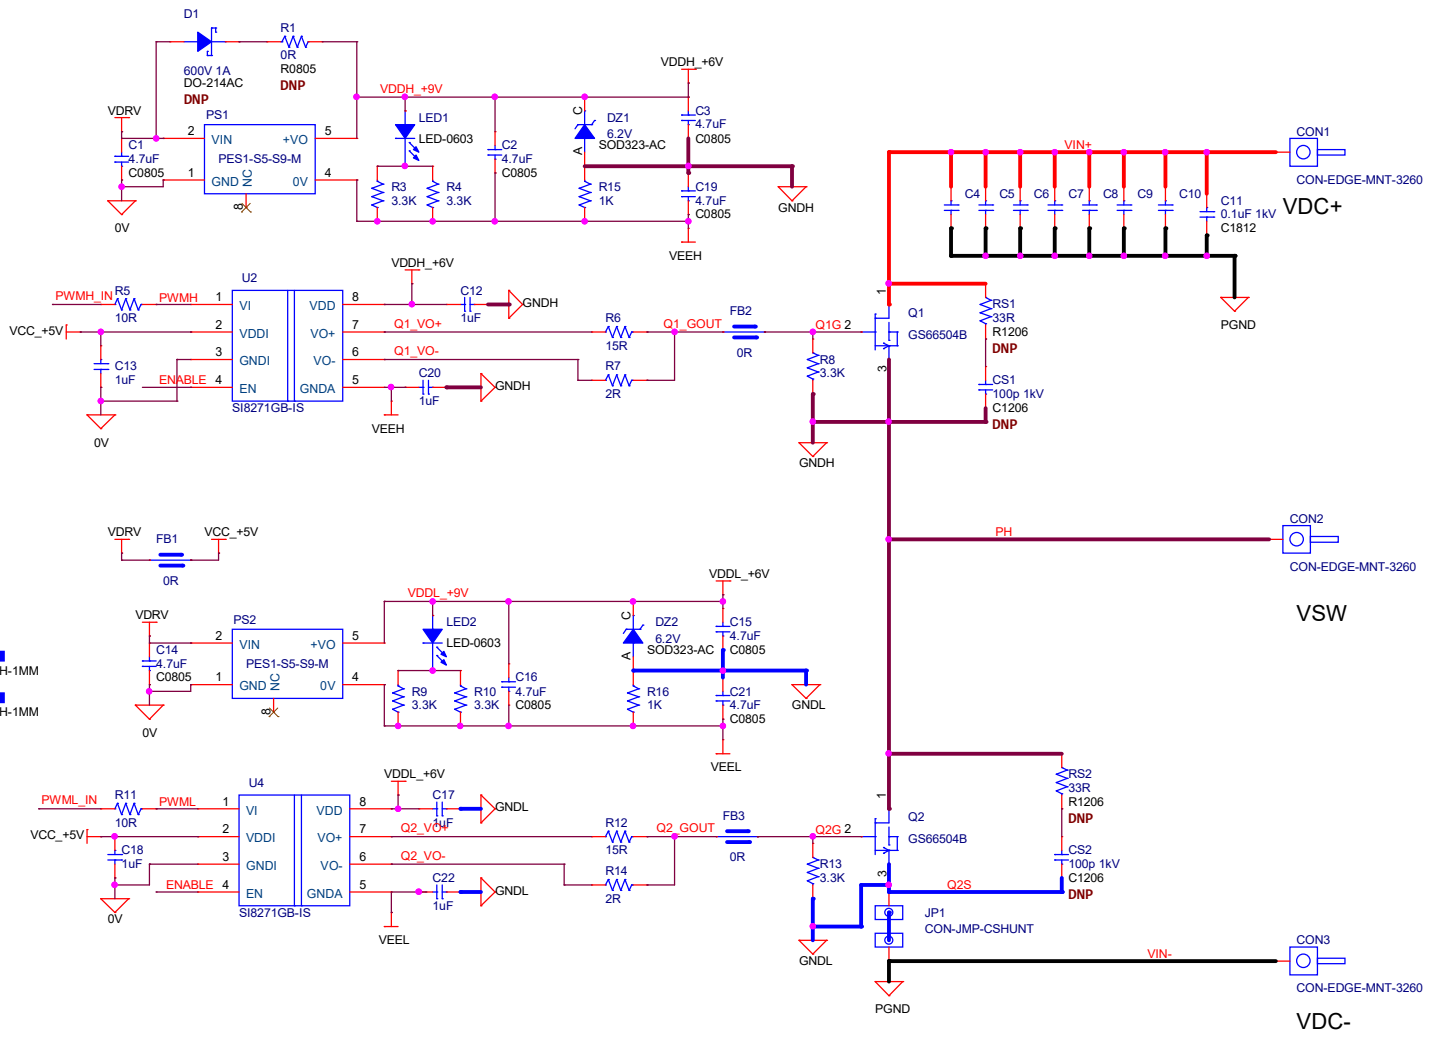 D1
R1
0R
R0805
DNP
600V 1A
DO-214AC
DNP
VDRV
PS1
2
VIN
+VO
5
PES1-S5-S9-M
1
GND
NC
0V
4
8
C1
4.7uF
C0805
0V
VDDH_+9V
LED1
LED-0603
R3
3.3K
R4
3.3K
C2
4.7uF
C0805
C
A
DZ1
6.2V
SOD323-AC
R15
1K
VDDH_+6V
C3
4.7uF
C0805
C19
4.7uF
C0805
GNDH
VEEH
VIN+
CON1
CON-EDGE-MNT-3260
VDC+
C4
C5
C6
C7
C8
C9
C10
C11
0.1uF 1kV
C1812
PGND
PWMH_IN
R5
10R
PWMH
U2
1
VI
VDD
8
2
VDDI
VO+
7
3
GNDI
VO-
6
4
EN
GNDA
5
SI8271GB-IS
VCC_+5V
C13
1uF
ENABLE
0V
VDDH_+6V
C12
1uF
GNDH
Q1_VO+
Q1_VO-
C20
1uF
GNDH
VEEH
R6
15R
R7
2R
Q1_GOUT
FB2
0R
Q1G
2
R8
3.3K
GNDH
1
Q1
GS66504B
3
RS1
33R
R1206
DNP
CS1
100p 1kV
C1206
DNP
VDRV
FB1
0R
VCC_+5V
PH
CON2
CON-EDGE-MNT-3260
VSW
VDRV
PS2
2
VIN
+VO
5
PES1-S5-S9-M
1
GND
NC
0V
4
8
C14
4.7uF
C0805
0V
H-1MM
H-1MM
VDDL_+9V
LED2
LED-0603
R9
3.3K
R10
3.3K
C16
4.7uF
C0805
C
A
DZ2
6.2V
SOD323-AC
R16
1K
VDDL_+6V
C15
4.7uF
C0805
C21
4.7uF
C0805
GNDL
VEEL
PWML_IN
R11
10R
PWML
U4
1
VI
VDD
8
2
VDDI
VO+
7
3
GNDI
VO-
6
4
EN
GNDA
5
SI8271GB-IS
VCC_+5V
C18
1uF
ENABLE
0V
VDDL_+6V
C17
1uF
GNDL
Q2_VO+
Q2_VO-
C22
1uF
GNDL
VEEL
R12
15R
R14
2R
Q2_GOUT
FB3
0R
Q2G
2
R13
3.3K
GNDL
1
Q2
GS66504B
3
Q2S
RS2
33R
R1206
DNP
CS2
100p 1kV
C1206
DNP
JP1
CON-JMP-CSHUNT
PGND
VIN-
CON3
CON-EDGE-MNT-3260
VDC-